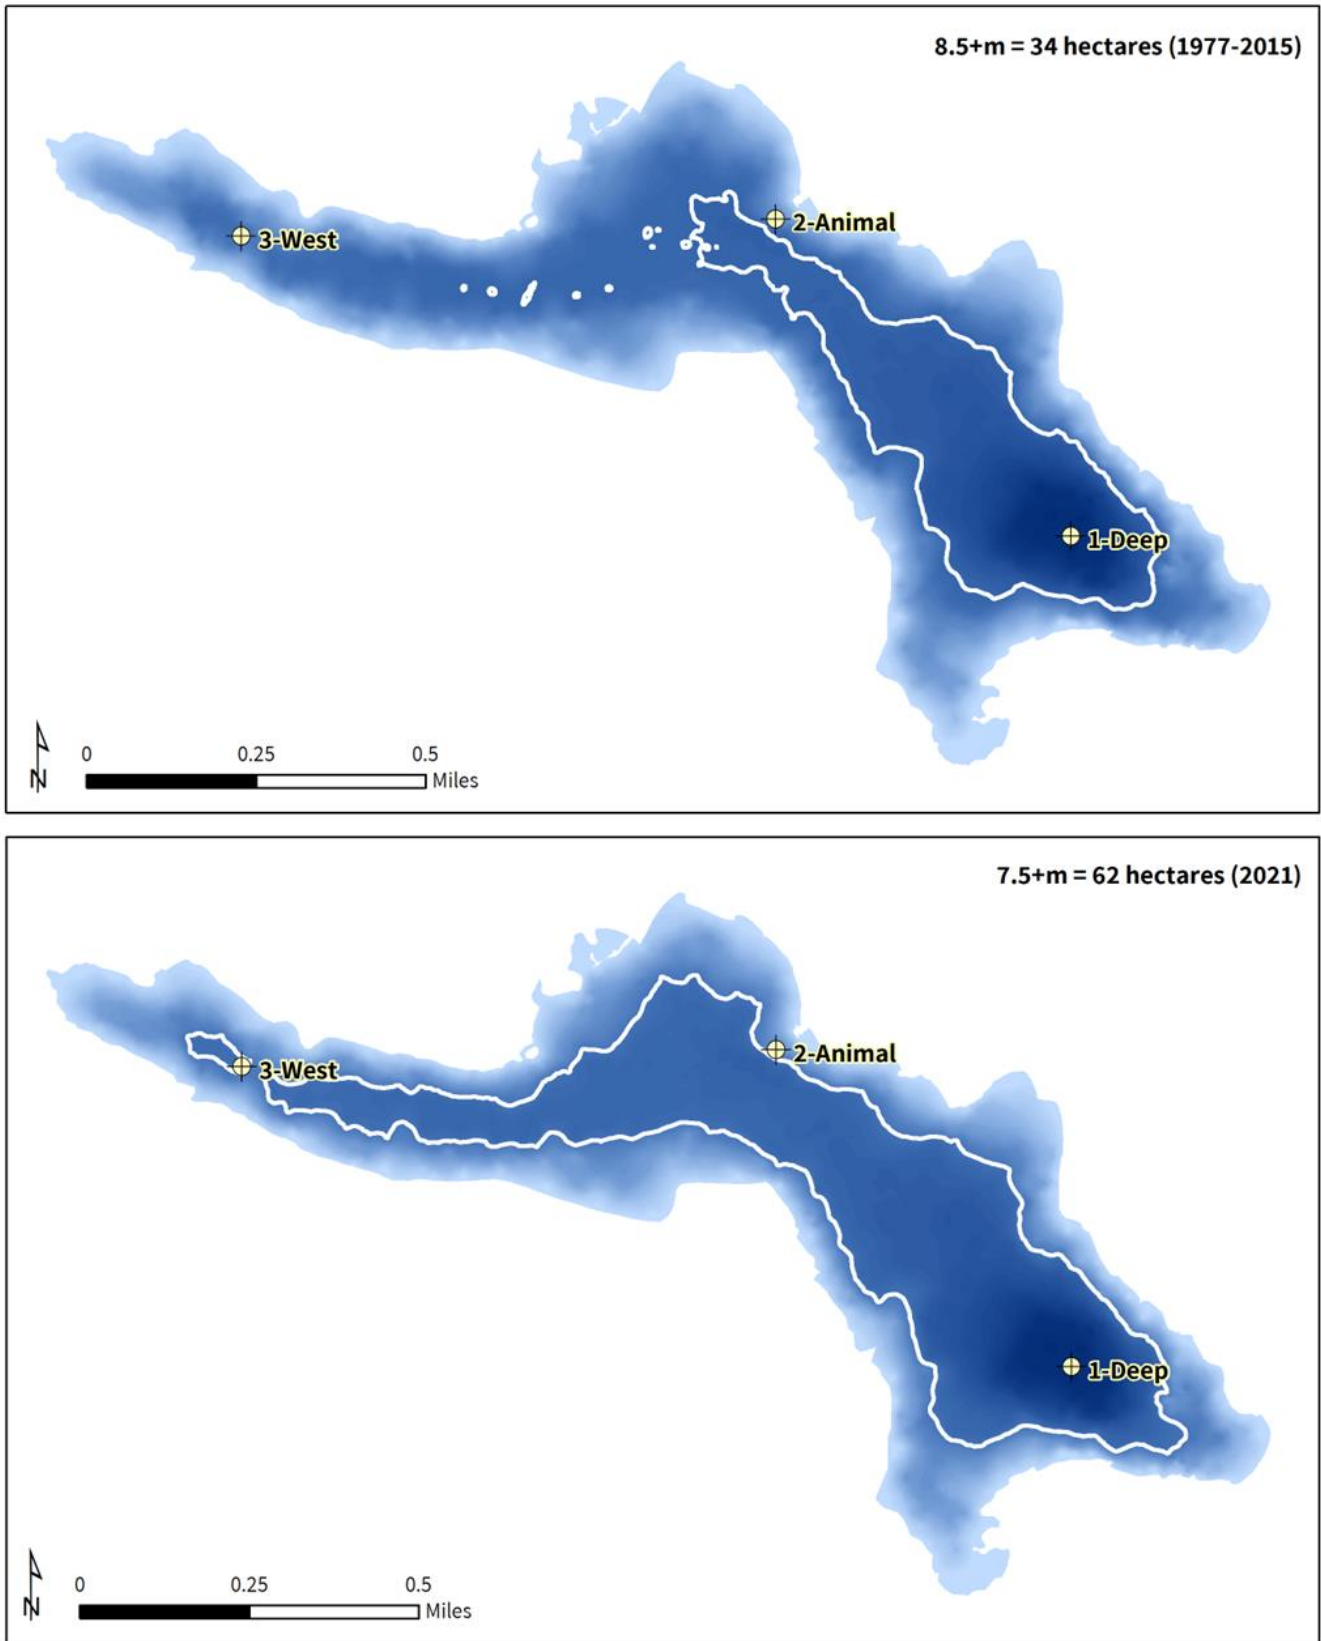 8.5+m = 34 hectares (1977-2015)
2-Animal
3-West
1-Deep
N
0 0.25 0.5
Miles
7.5+m = 62 hectares (2021)
2-Animal
3-West
1-Deep
N
0 0.25 0.5
Miles